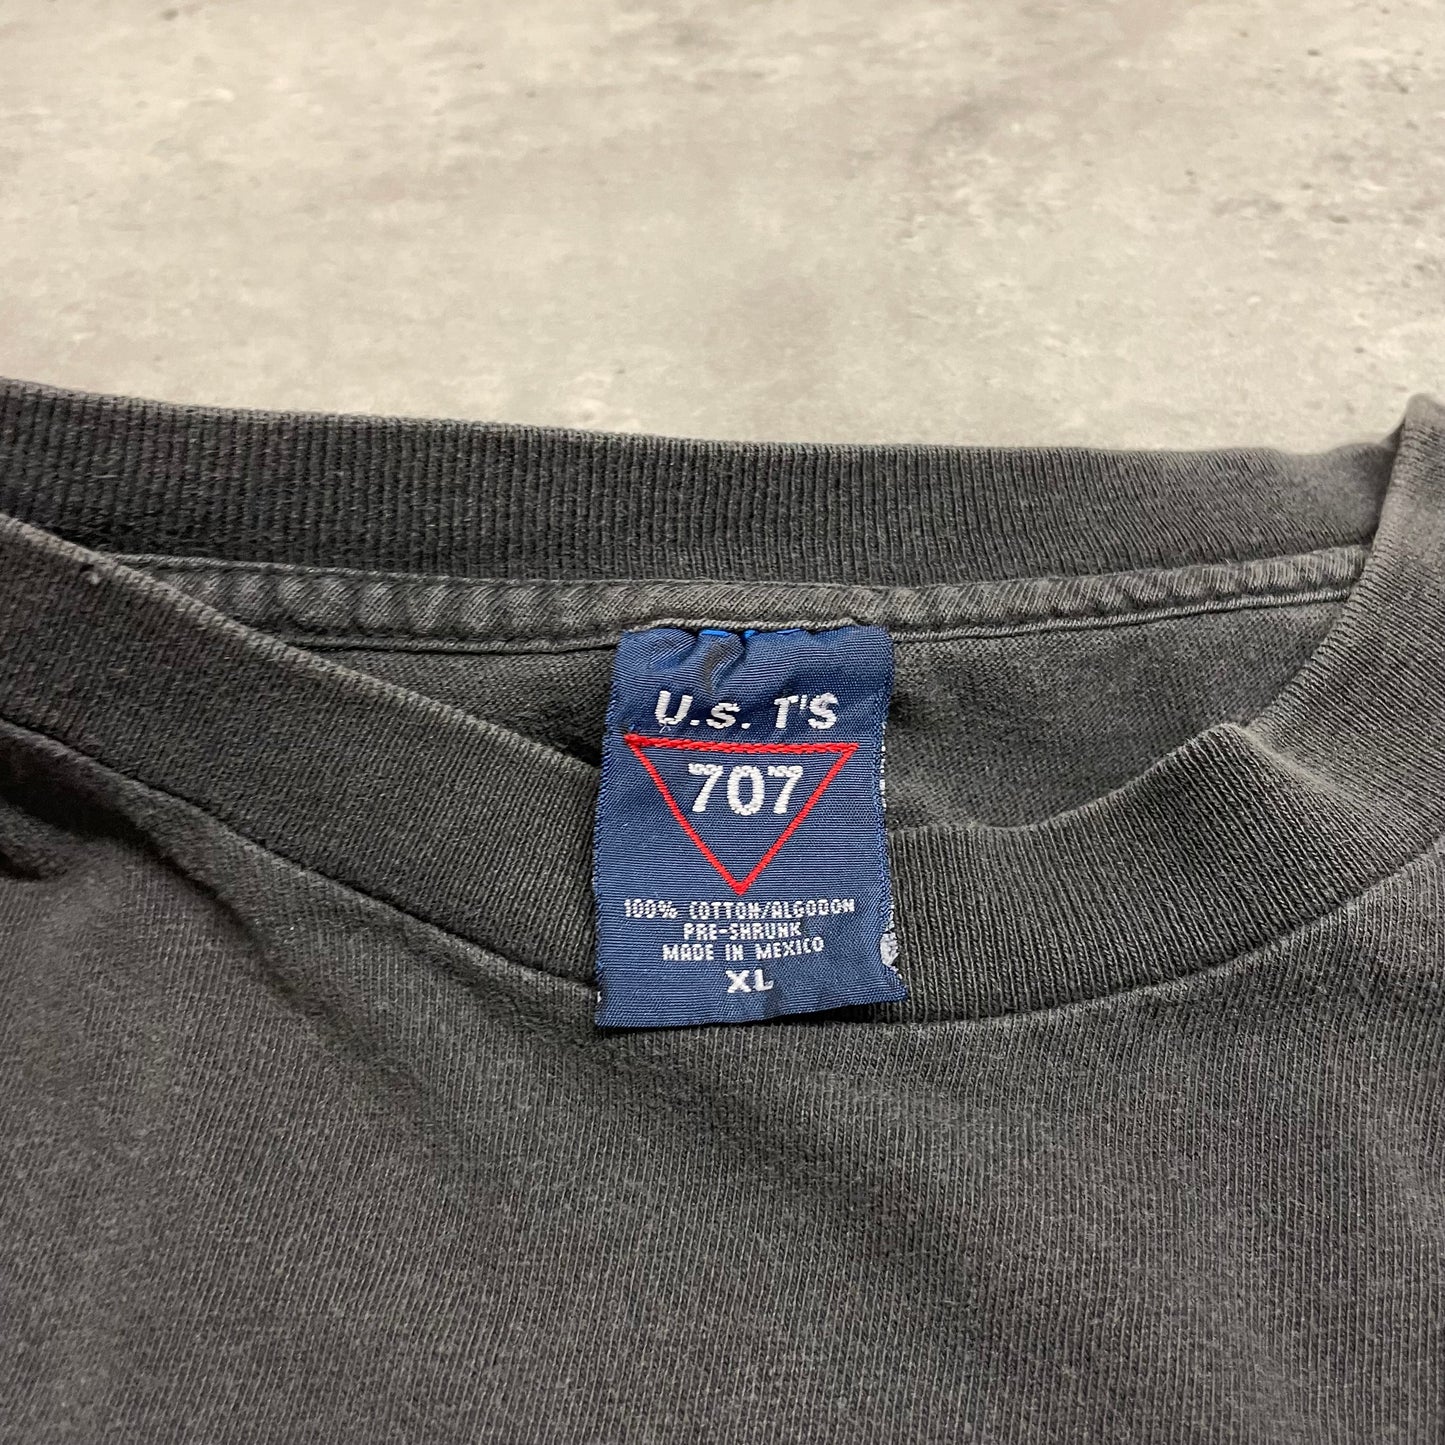 U.S. T'S
707
100% COTTON/ALGODON
PRE-SHRUNK
MADE IN MEXICO
XL